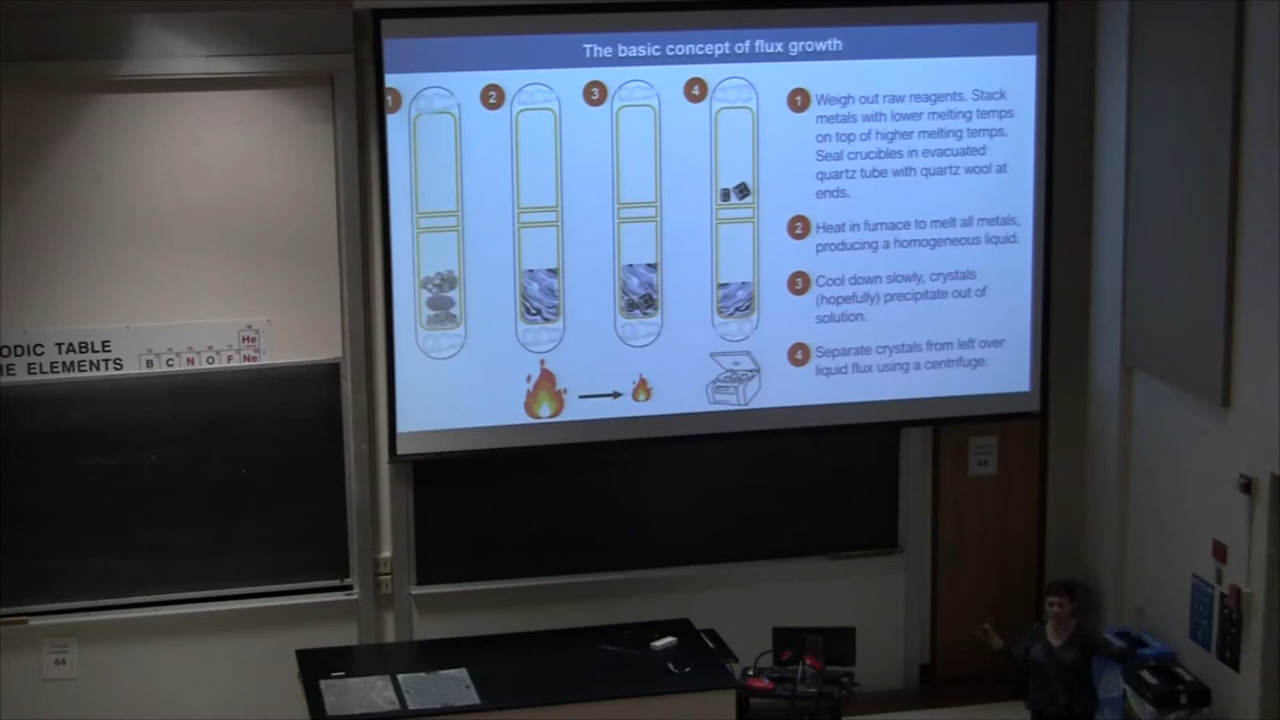 The basic concept of flux growth
1
2
3
4
1 Weigh out raw reagents. Stack
metals with lower melting temps
on top of higher melting temps.
Seal crucibles in evacuated
quartz tube with quartz wool at
ends.
2 Heat in furnace to melt all metals,
producing a homogeneous liquid.
3 Cool down slowly, crystals
(hopefully) precipitate out of
solution.
4 Separate crystals from left over
liquid flux using a centrifuge.
ODIC TABLE
HE ELEMENTS
He
B C N O F Ne
44